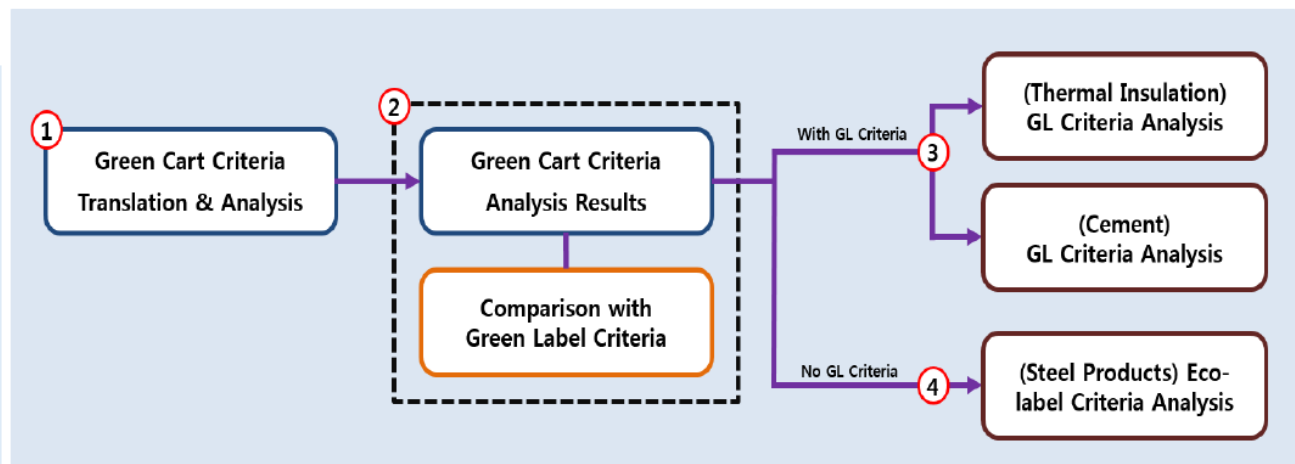 1
Green Cart Criteria
Translation & Analysis
2
Green Cart Criteria
Analysis Results
Comparison with
Green Label Criteria
With GL Criteria
3
(Thermal Insulation)
GL Criteria Analysis
(Cement)
GL Criteria Analysis
No GL Criteria
4
(Steel Products) Eco-
label Criteria Analysis